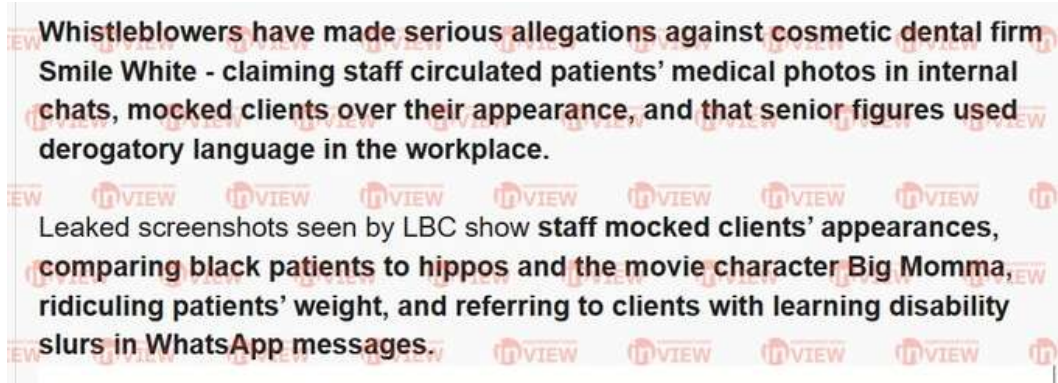 Whistleblowers have made serious allegations against cosmetic dental firm
Smile White - claiming staff circulated patients’ medical photos in internal
chats, mocked clients over their appearance, and that senior figures used
derogatory language in the workplace.
Leaked screenshots seen by LBC show staff mocked clients’ appearances,
comparing black patients to hippos and the movie character Big Momma,
ridiculing patients’ weight, and referring to clients with learning disability
slurs in WhatsApp messages.